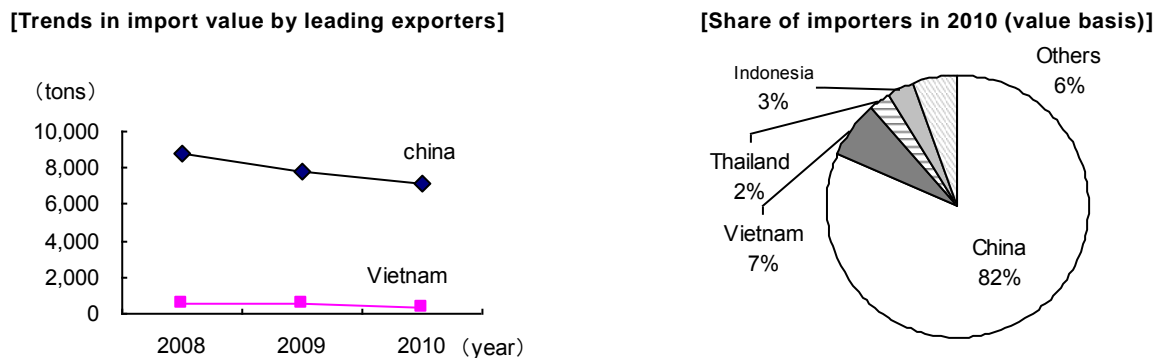 [Trends in import value by leading exporters]
（tons）
10,000
8,000
6,000
4,000
2,000
0
china
Vietnam
2008 2009 2010 （year）
[Share of importers in 2010 (value basis)]
Others
6%
Indonesia
3%
Thailand
2%
Vietnam
7%
China
82%